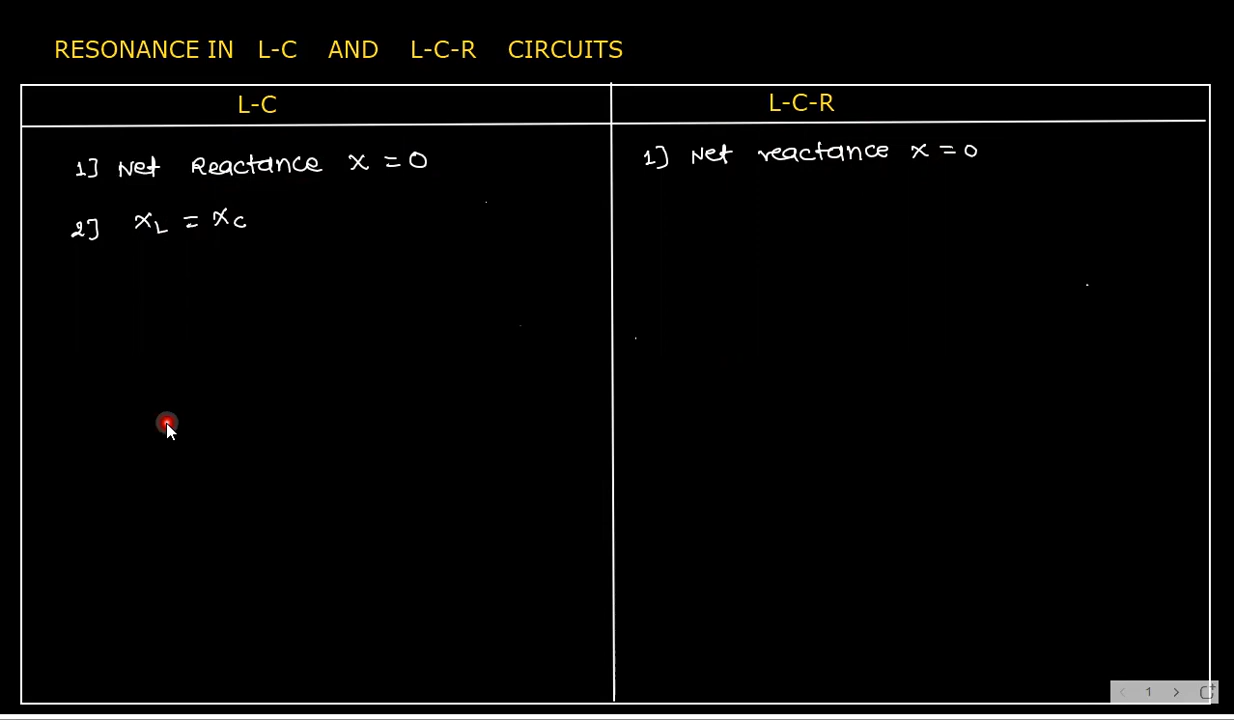 RESONANCE IN L-C AND L-C-R CIRCUITS
L-C
1] Net Reactance x = 0
2] xL = xC
L-C-R
1] Net reactance x = 0
1